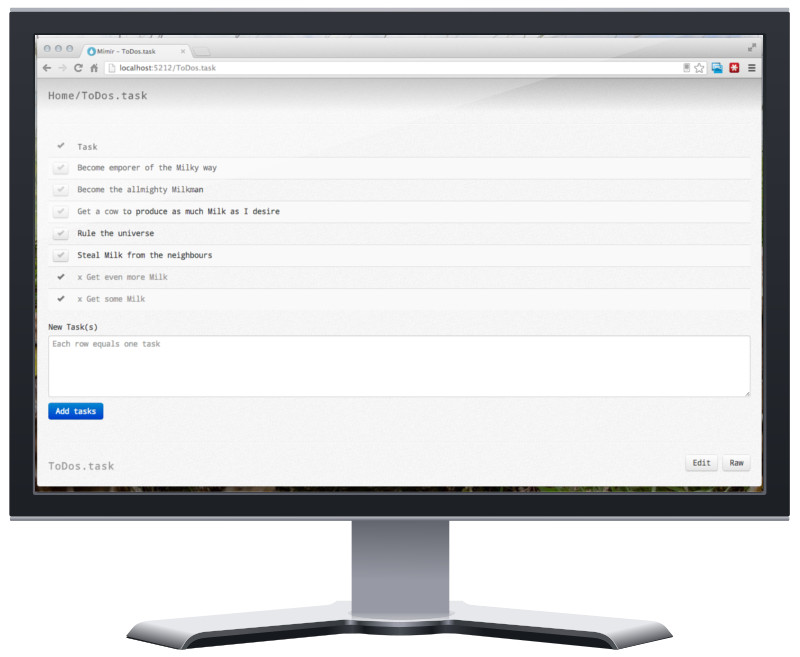 Mimir - ToDos.task
localhost:5212/ToDos.task
Home/ToDos.task
Task
Become emporer of the Milky way
Become the allmighty Milkman
Get a cow to produce as much Milk as I desire
Rule the universe
Steal Milk from the neighbours
x Get even more Milk
x Get some Milk
New Task(s)
Each row equals one task
Add tasks
ToDos.task
Edit
Raw